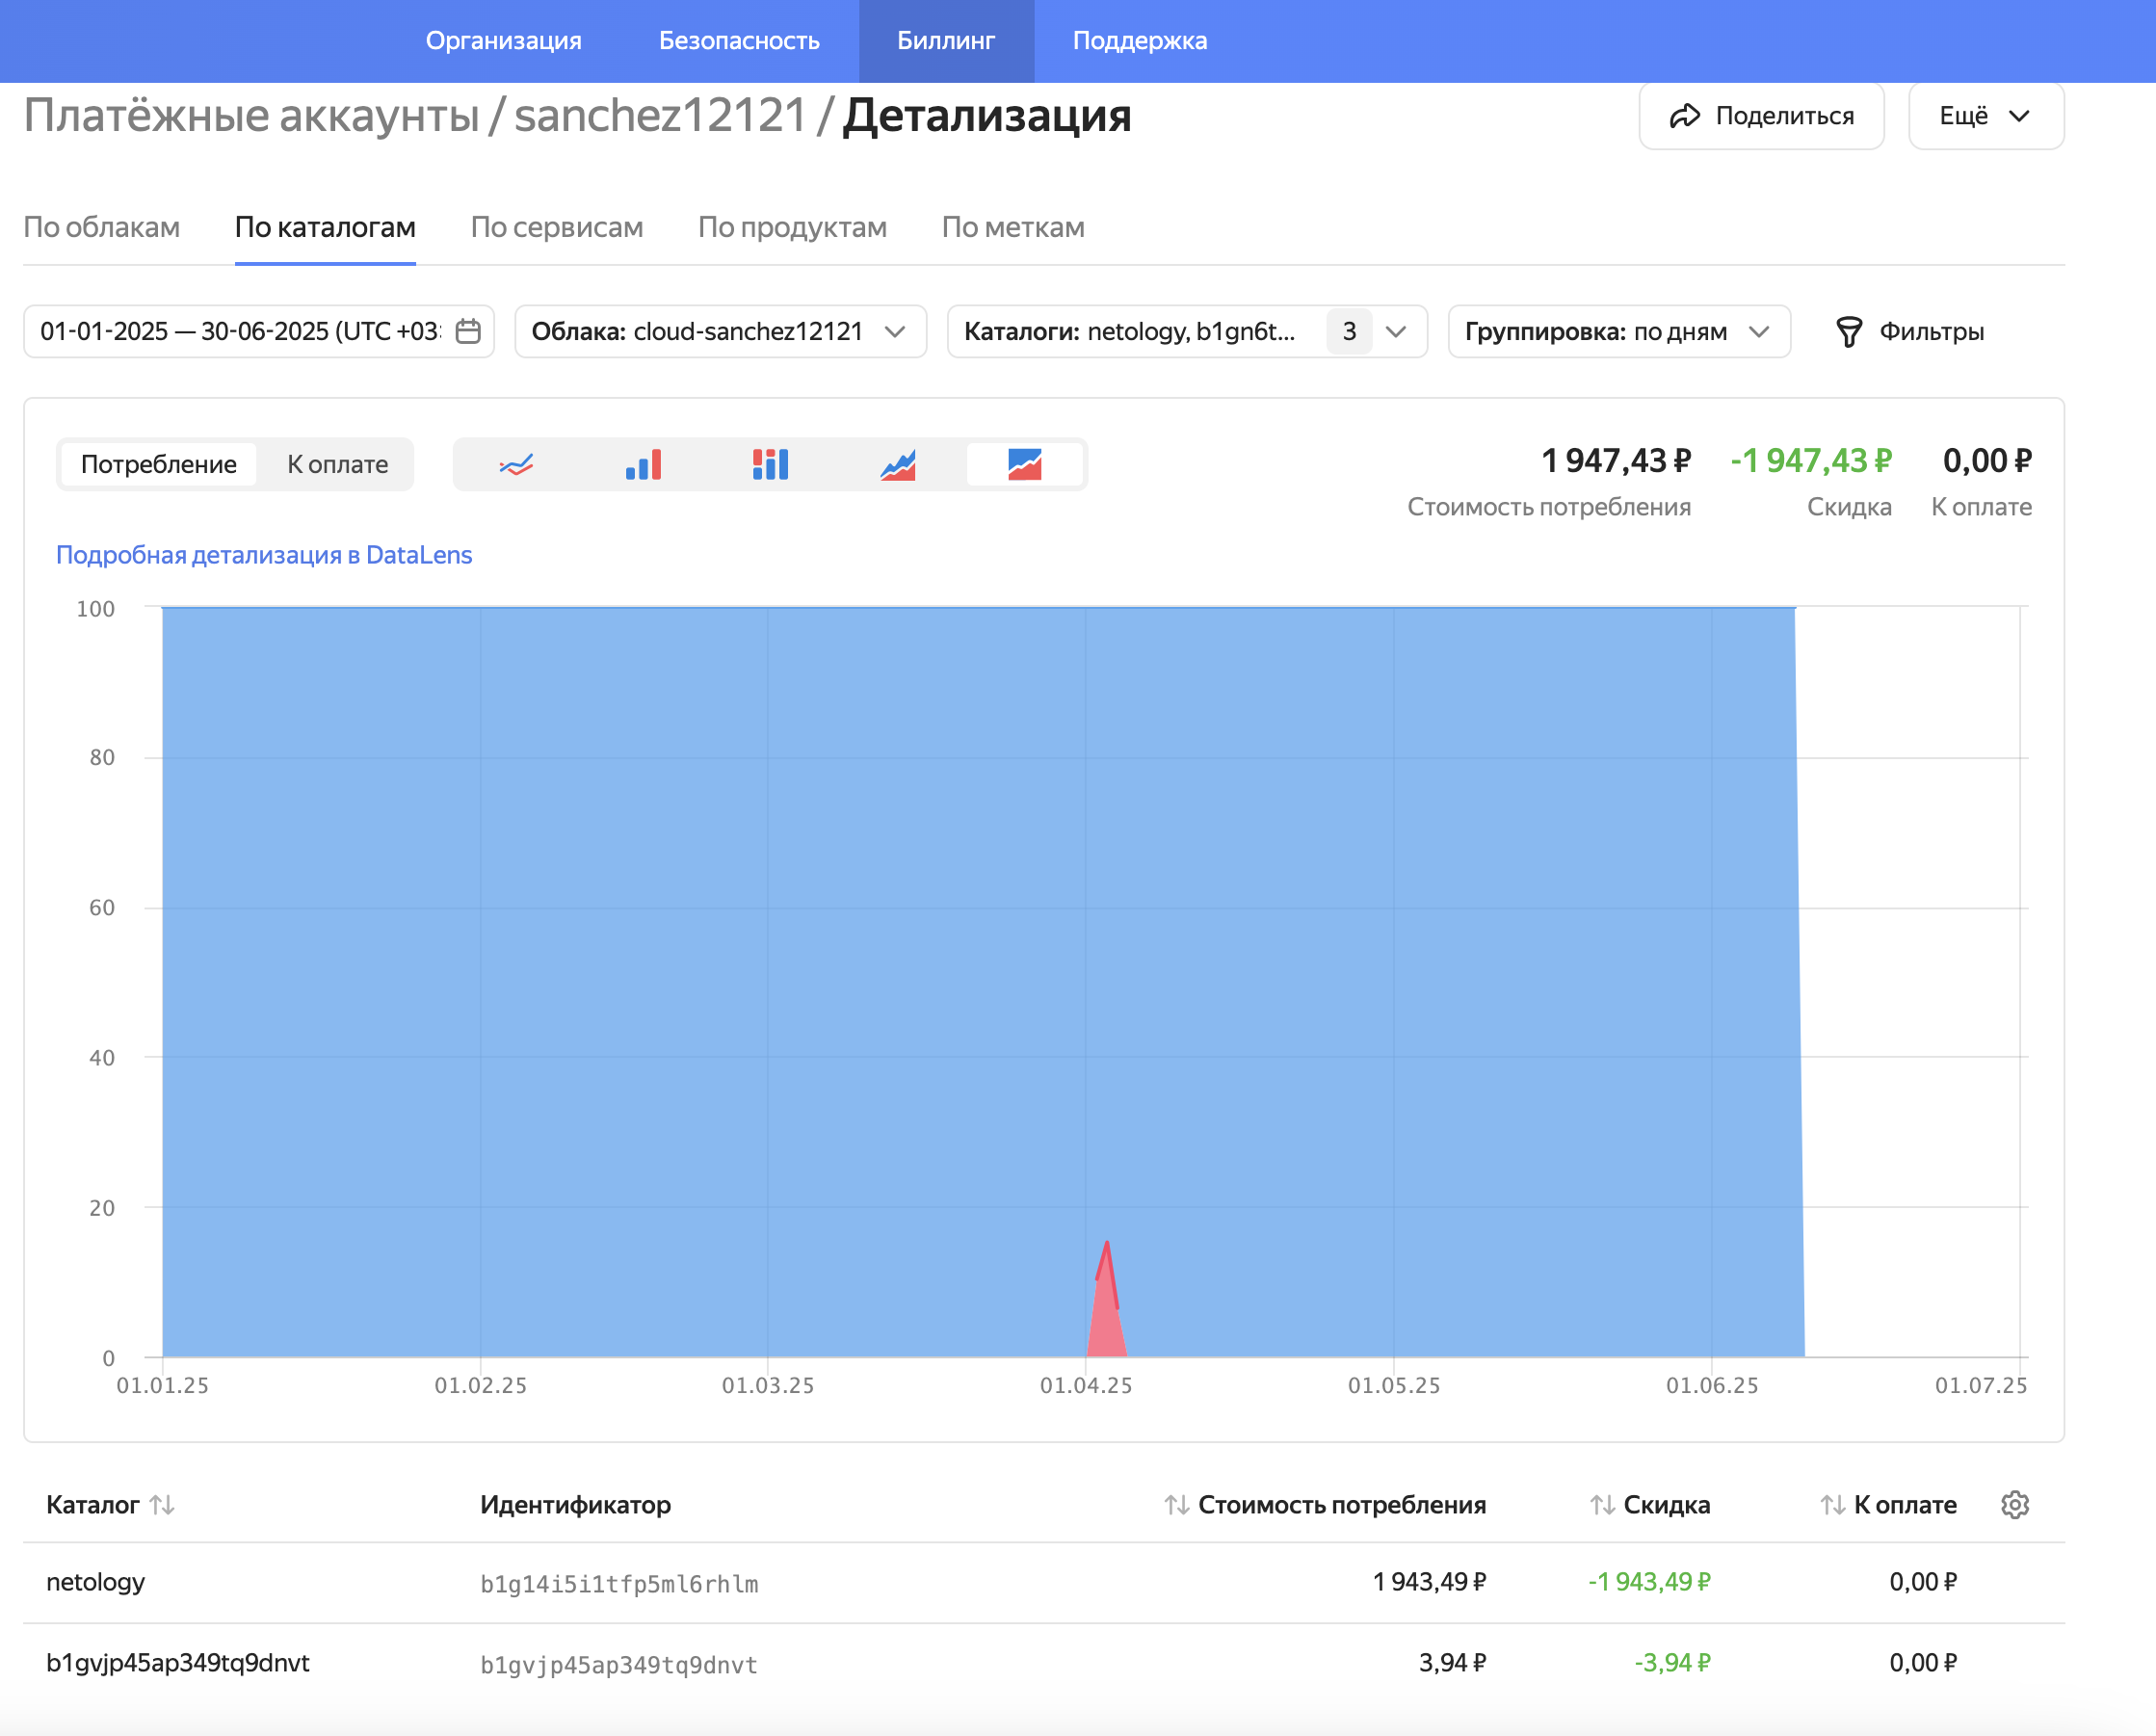 Организация Безопасность Биллинг Поддержка
Платёжные аккаунты / sanchez12121 / Детализация
Поделиться
Ещё
По облакам По каталогам По сервисам По продуктам По меткам
01-01-2025 — 30-06-2025 (UTC +03:
Облака: cloud-sanchez12121
Каталоги: netology, b1gn6t... 3
Группировка: по дням
Фильтры
Потребление К оплате
1 947,43 ₽ -1 947,43 ₽ 0,00 ₽
Стоимость потребления Скидка К оплате
Подробная детализация в DataLens
100
80
60
40
20
0
01.01.25 01.02.25 01.03.25 01.04.25 01.05.25 01.06.25 01.07.25
Каталог Идентификатор Стоимость потребления Скидка К оплате
netology b1g14i5i1tfp5ml6rhlm 1 943,49 ₽ -1 943,49 ₽ 0,00 ₽
b1gvjp45ap349tq9dnvt b1gvjp45ap349tq9dnvt 3,94 ₽ -3,94 ₽ 0,00 ₽